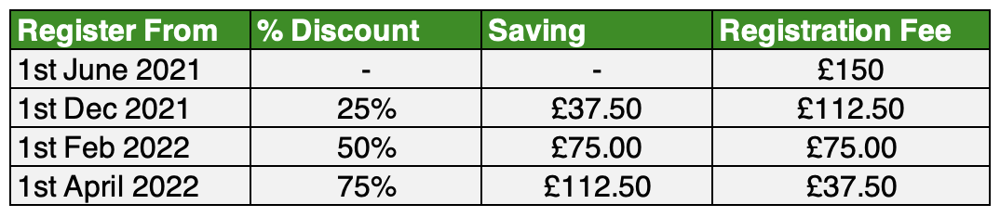 Register From % Discount Saving Registration Fee
1st June 2021 - - £150
1st Dec 2021 25% £37.50 £112.50
1st Feb 2022 50% £75.00 £75.00
1st April 2022 75% £112.50 £37.50